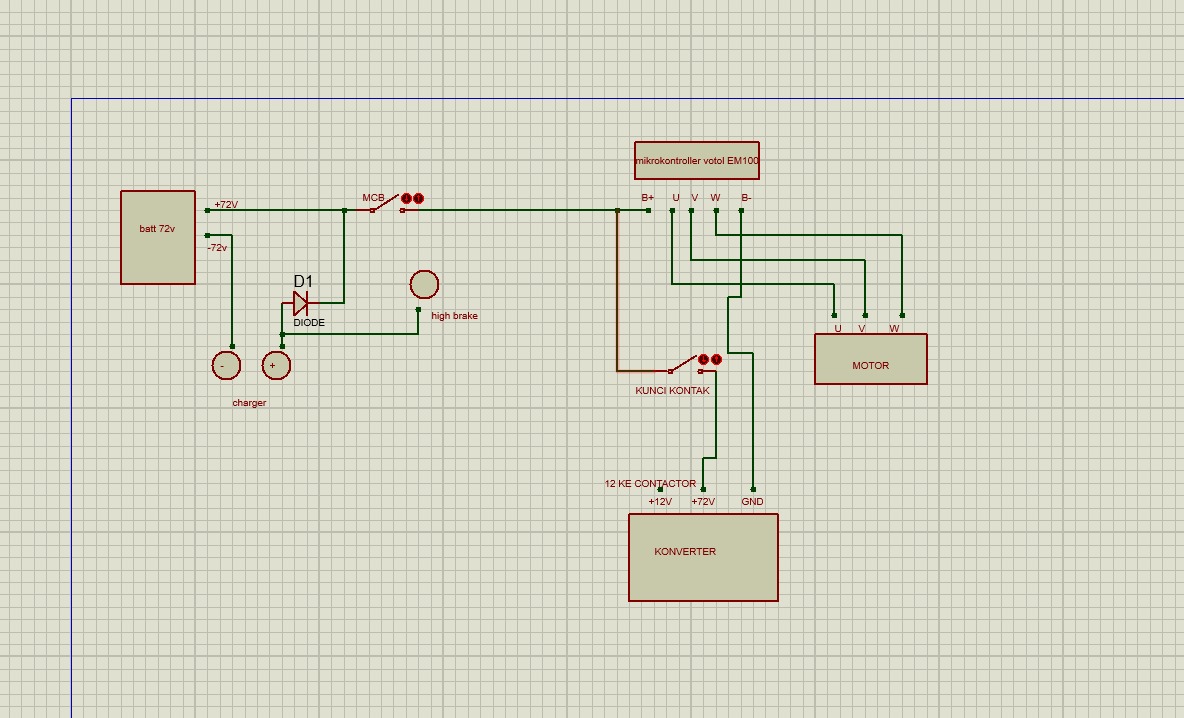 mikrokontroller votol EM100
B+ U V W B-
MCB
+72V
batt 72v
-72v
D1
DIODE
high brake
U V W
MOTOR
- +
charger
KUNCI KONTAK
12 KE CONTACTOR
+12V +72V GND
KONVERTER